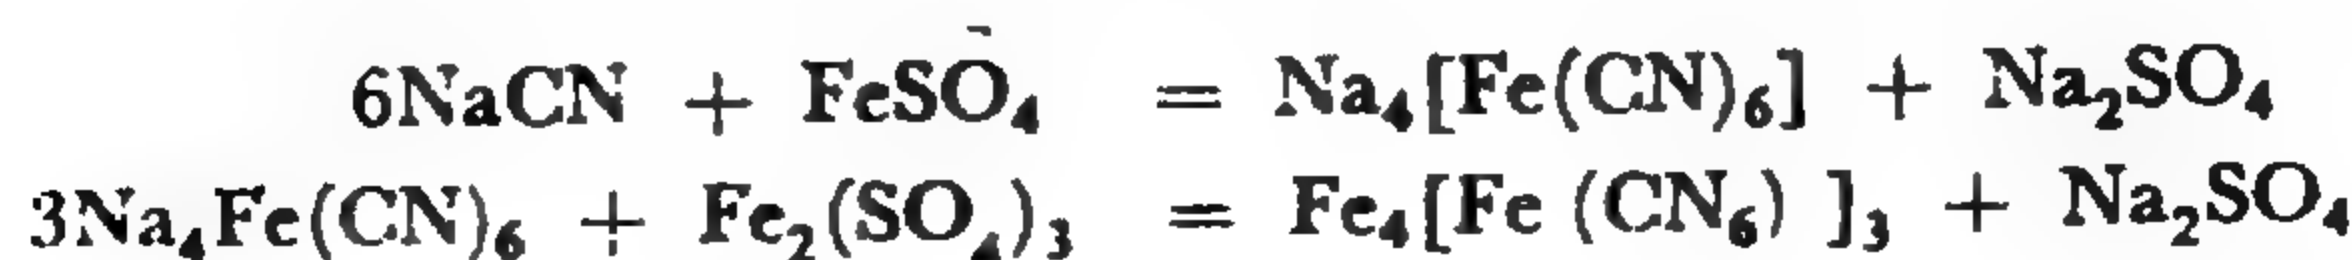 6NaCN + FeSO₄ = Na₄[Fe(CN)₆] + Na₂SO₄
3Na₄Fe(CN)₆ + Fe₂(SO₄)₃ = Fe₄[Fe (CN₆) ]₃ + Na₂SO₄